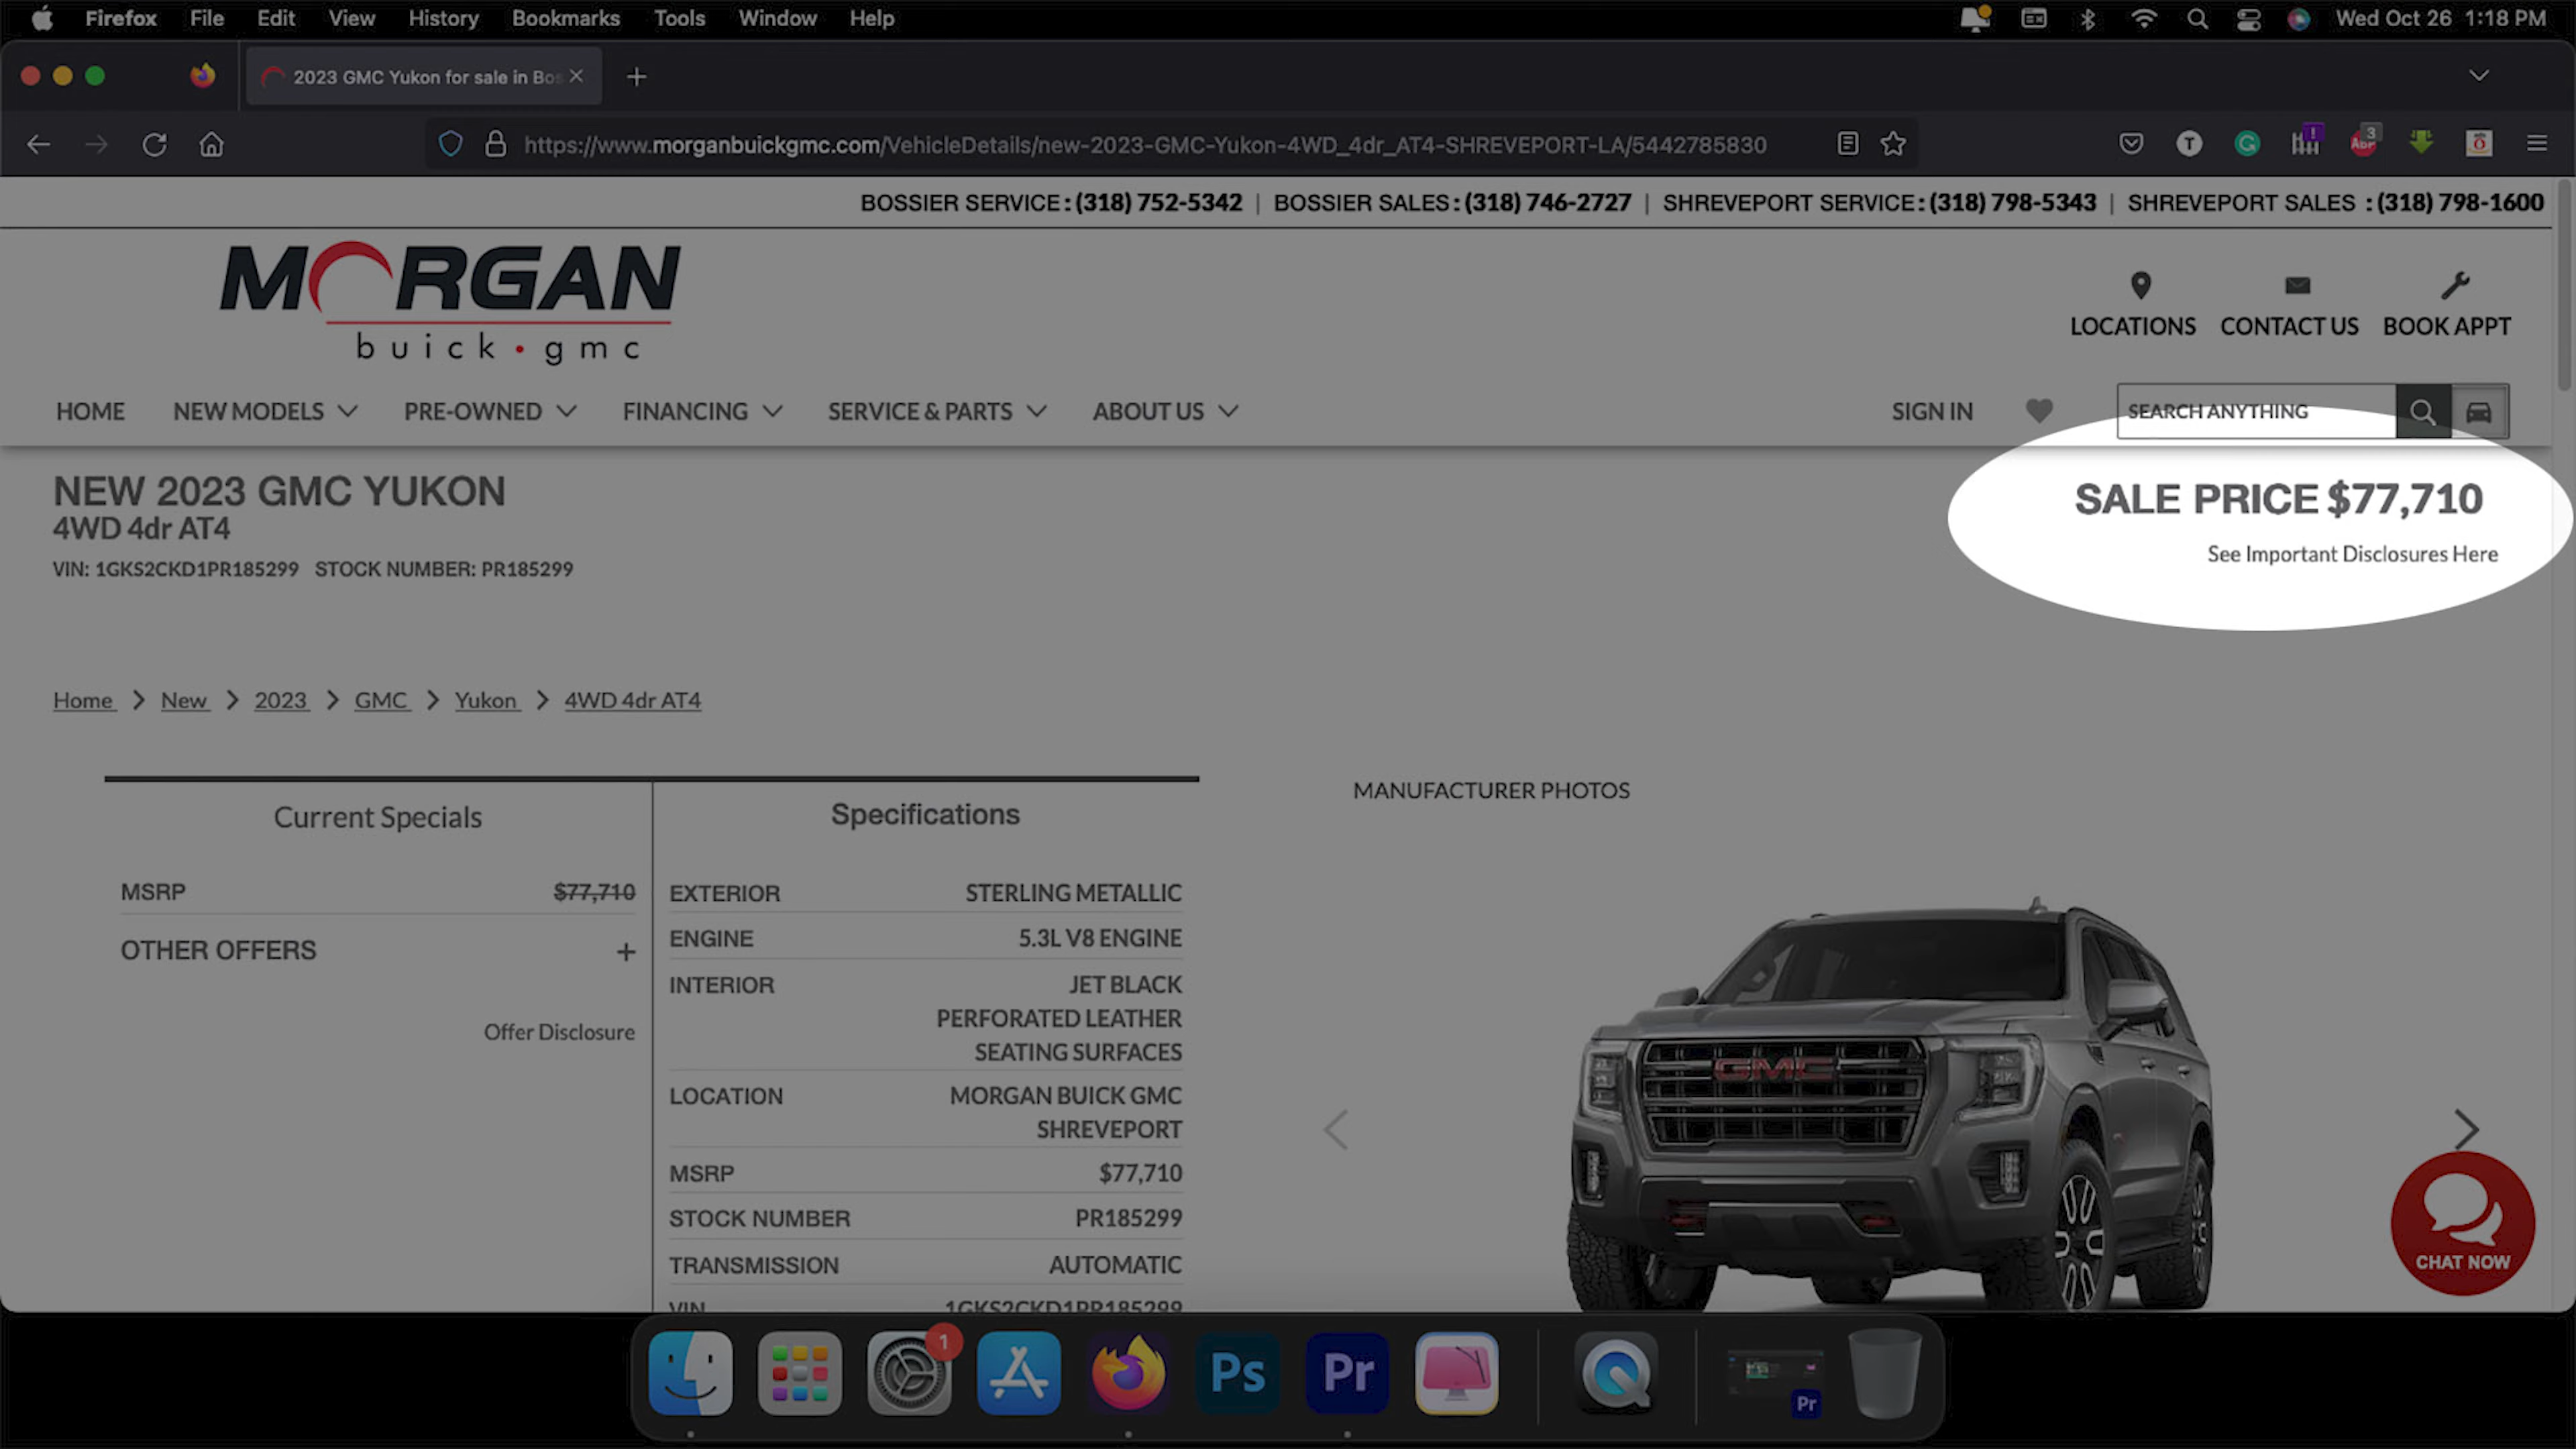 Firefox File Edit View History Bookmarks Tools Window Help Wed Oct 26 1:18 PM
2023 GMC Yukon for sale in Bos
https://www.morganbuickgmc.com/VehicleDetails/new-2023-GMC-Yukon-4WD_4dr_AT4-SHREVEPORT-LA/5442785830
T ! ABP 3
BOSSIER SERVICE: (318) 752-5342 | BOSSIER SALES: (318) 746-2727 | SHREVEPORT SERVICE: (318) 798-5343 | SHREVEPORT SALES : (318) 798-1600
MORGAN
buick • gmc
LOCATIONS CONTACT US BOOK APPT
HOME NEW MODELS PRE-OWNED FINANCING SERVICE & PARTS ABOUT US SIGN IN SEARCH ANYTHING
NEW 2023 GMC YUKON
4WD 4dr AT4
VIN: 1GKS2CKD1PR185299 STOCK NUMBER: PR185299
SALE PRICE $77,710
See Important Disclosures Here
Home > New > 2023 > GMC > Yukon > 4WD 4dr AT4
Current Specials
MSRP $77,710
OTHER OFFERS +
Offer Disclosure
Specifications
EXTERIOR STERLING METALLIC
ENGINE 5.3L V8 ENGINE
INTERIOR JET BLACK
PERFORATED LEATHER
SEATING SURFACES
LOCATION MORGAN BUICK GMC
SHREVEPORT
MSRP $77,710
STOCK NUMBER PR185299
TRANSMISSION AUTOMATIC
VIN 1GKS2CKD1PR185299
MANUFACTURER PHOTOS
GMC
CHAT NOW
1
Ps Pr Pr